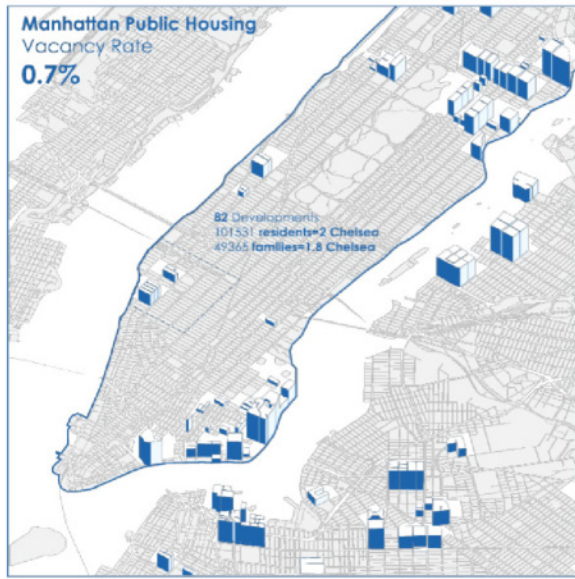 Manhattan Public Housing
Vacancy Rate
0.7%
82 Developments
101531 residents=2 Chelsea
49365 families=1.8 Chelsea